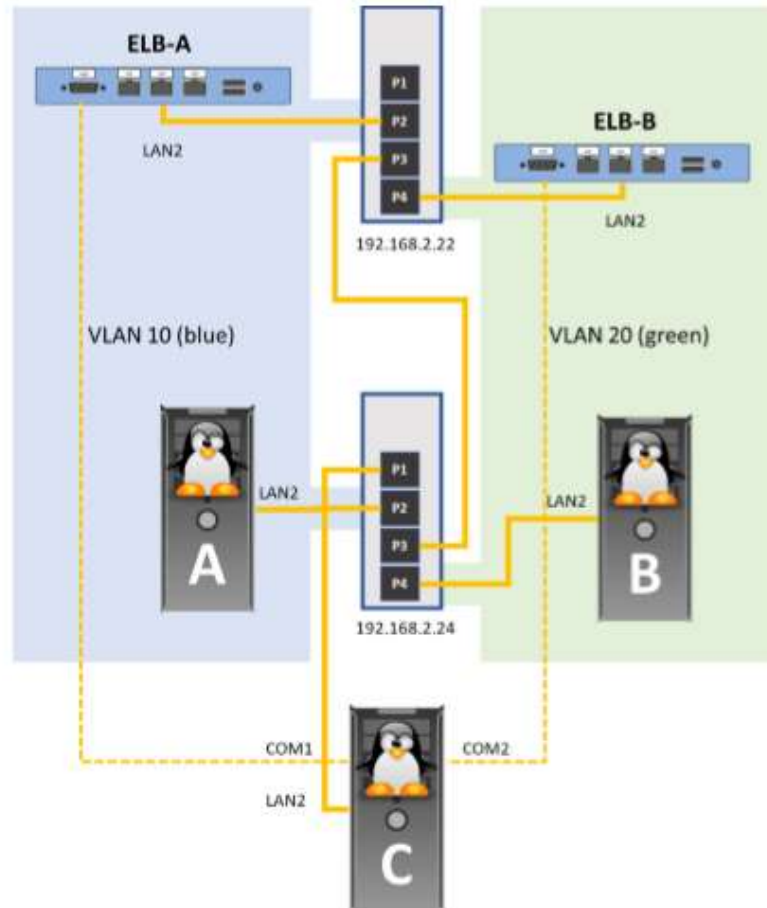 ELB-A
LAN2
P1
P2
P3
P4
ELB-B
LAN2
192.168.2.22
VLAN 10 (blue)
VLAN 20 (green)
A
LAN2
P1
P2
P3
P4
LAN2
B
192.168.2.24
COM1
COM2
LAN2
C